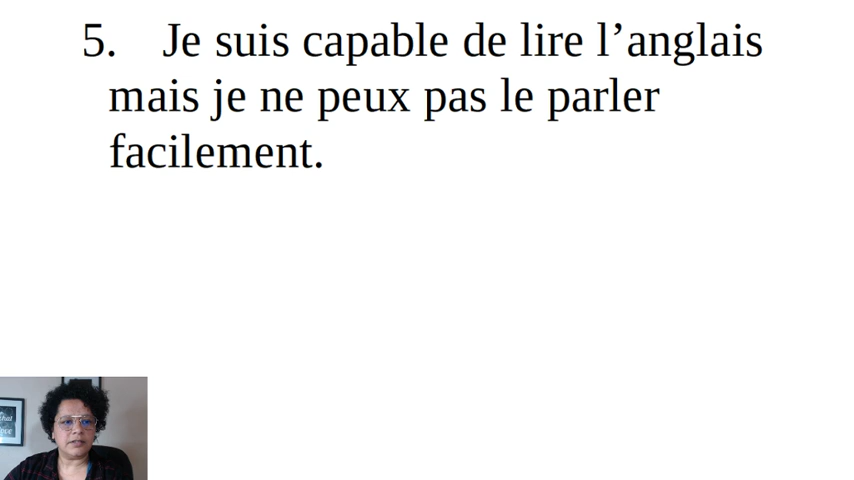 5. Je suis capable de lire l’anglais
mais je ne peux pas le parler
facilement.